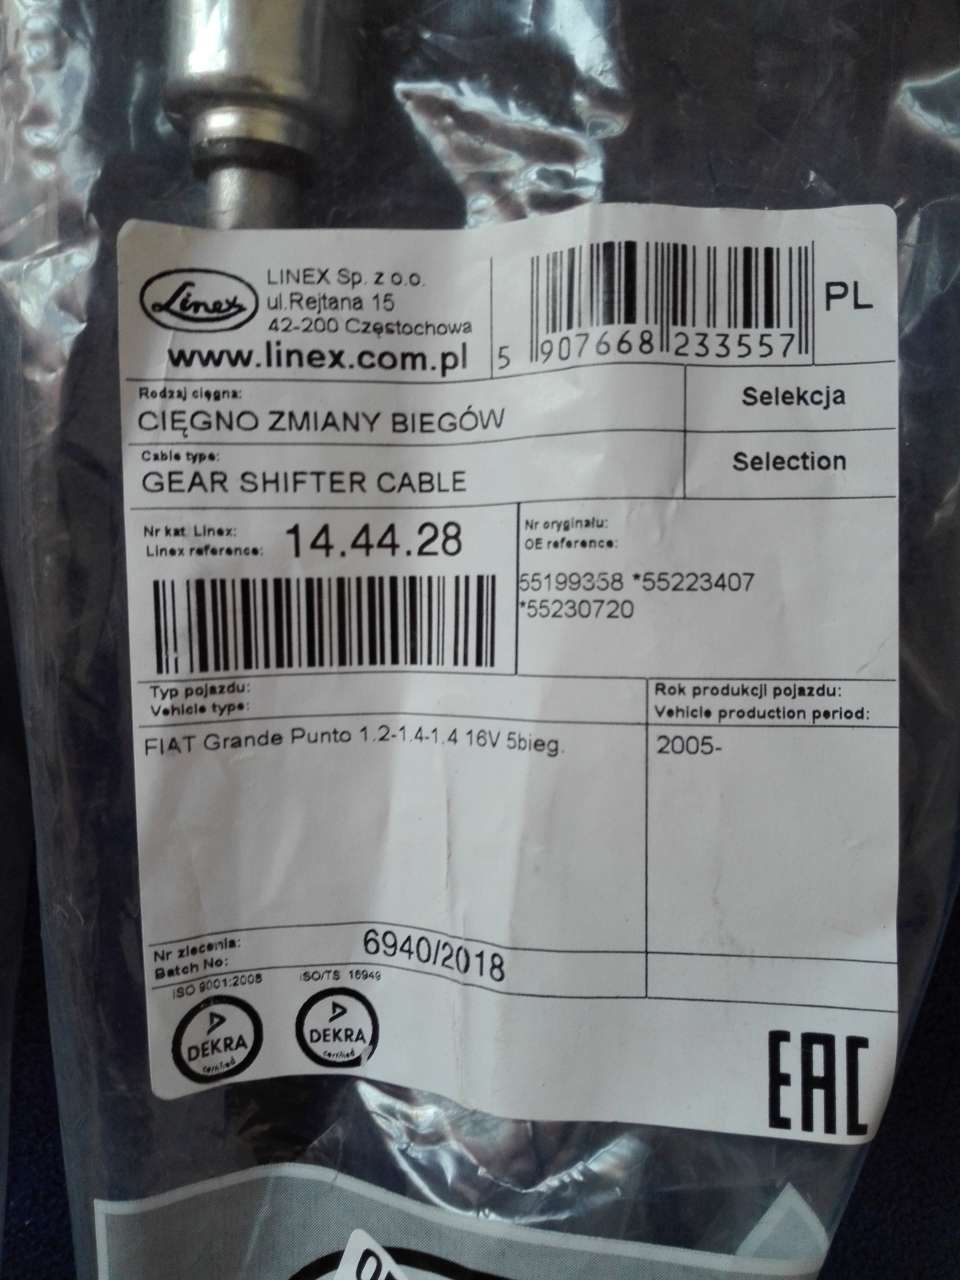 Linex
LINEX Sp. z o.o.
ul.Rejtana 15
42-200 Częstochowa
www.linex.com.pl
5 907668 233557
PL
Rodzaj cięgna:
CIĘGNO ZMIANY BIEGÓW
Selekcja
Cable type:
GEAR SHIFTER CABLE
Selection
Nr kat. Linex:
Linex reference:
14.44.28
Nr oryginału:
OE reference:
55199358 *55223407
*55230720
Typ pojazdu:
Vehicle type:
Rok produkcji pojazdu:
Vehicle production period:
FIAT Grande Punto 1.2-1.4-1.4 16V 5bieg.
2005-
Nr zlecenia:
Batch No:
6940/2018
ISO 9001:2008
ISO/TS 16949
DEKRA
certified
DEKRA
certified
EAC